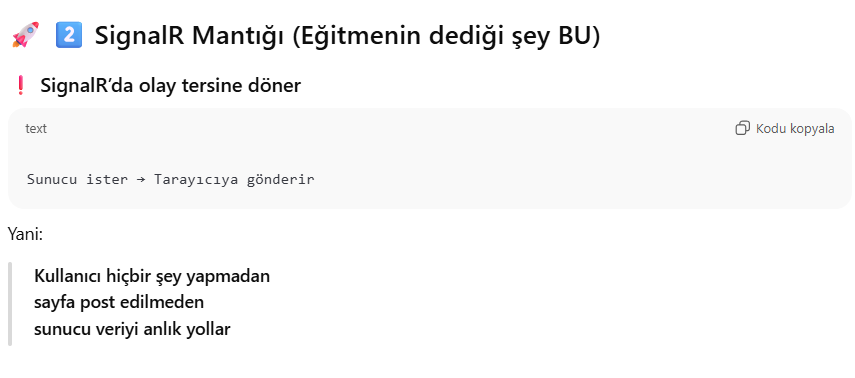 🚀 2️⃣ SignalR Mantığı (Eğitmenin dediği şey BU)
❗ SignalR’da olay tersine döner
text
Kodu kopyala
Sunucu ister → Tarayıcıya gönderir
Yani:
Kullanıcı hiçbir şey yapmadan
sayfa post edilmeden
sunucu veriyi anlık yollar